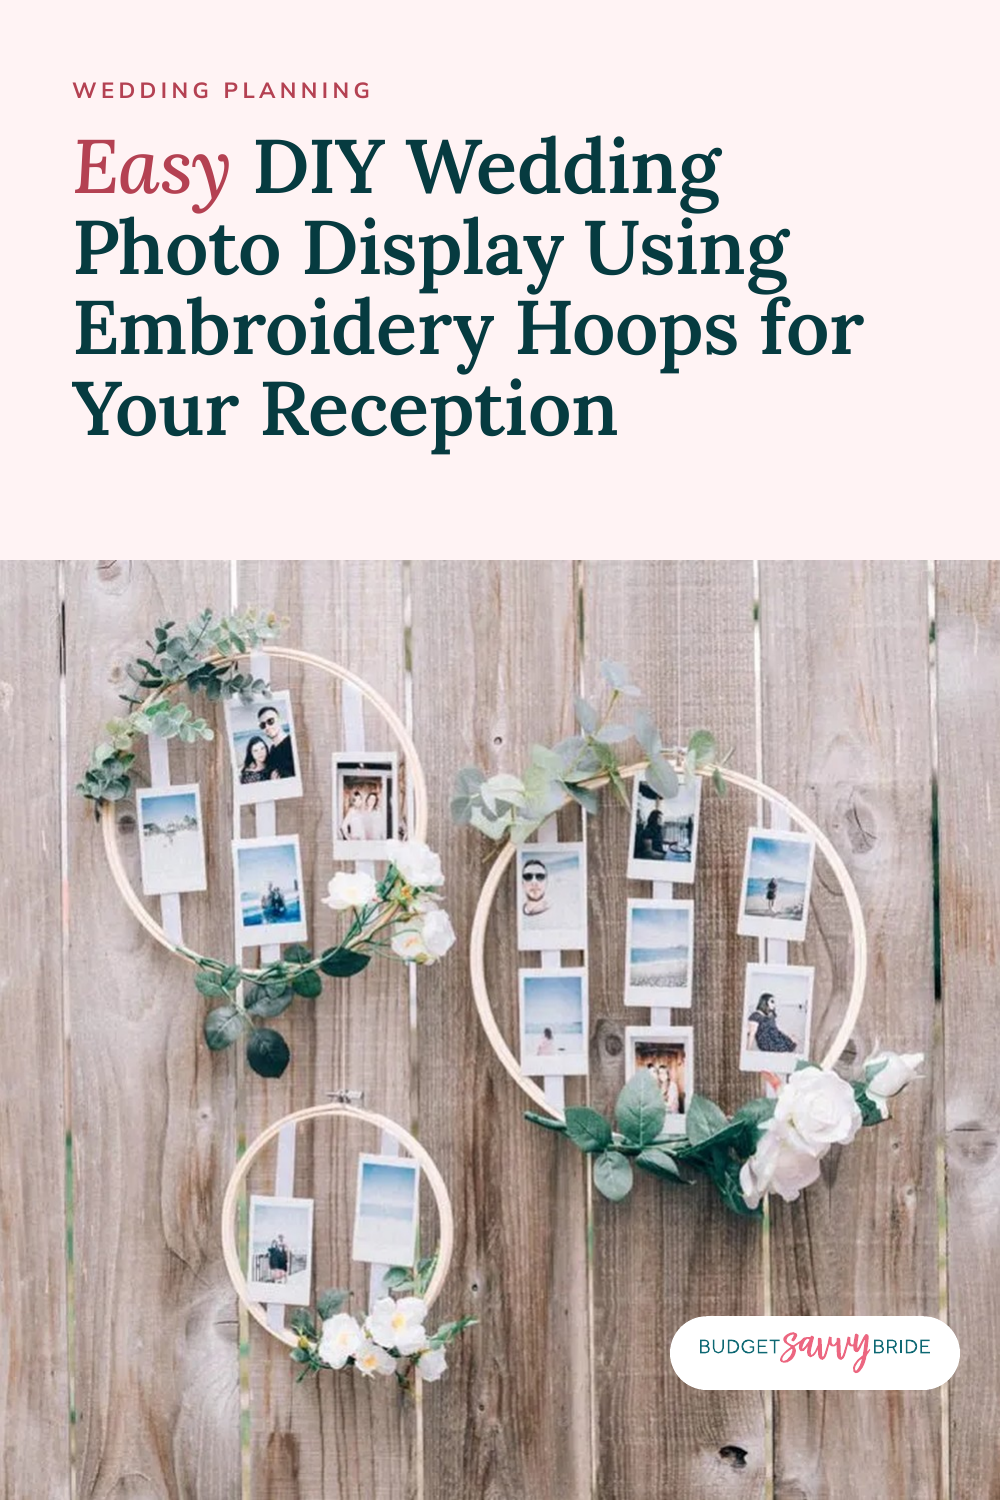 WEDDING PLANNING
Easy DIY Wedding
Photo Display Using
Embroidery Hoops for
Your Reception
BUDGET savvy BRIDE